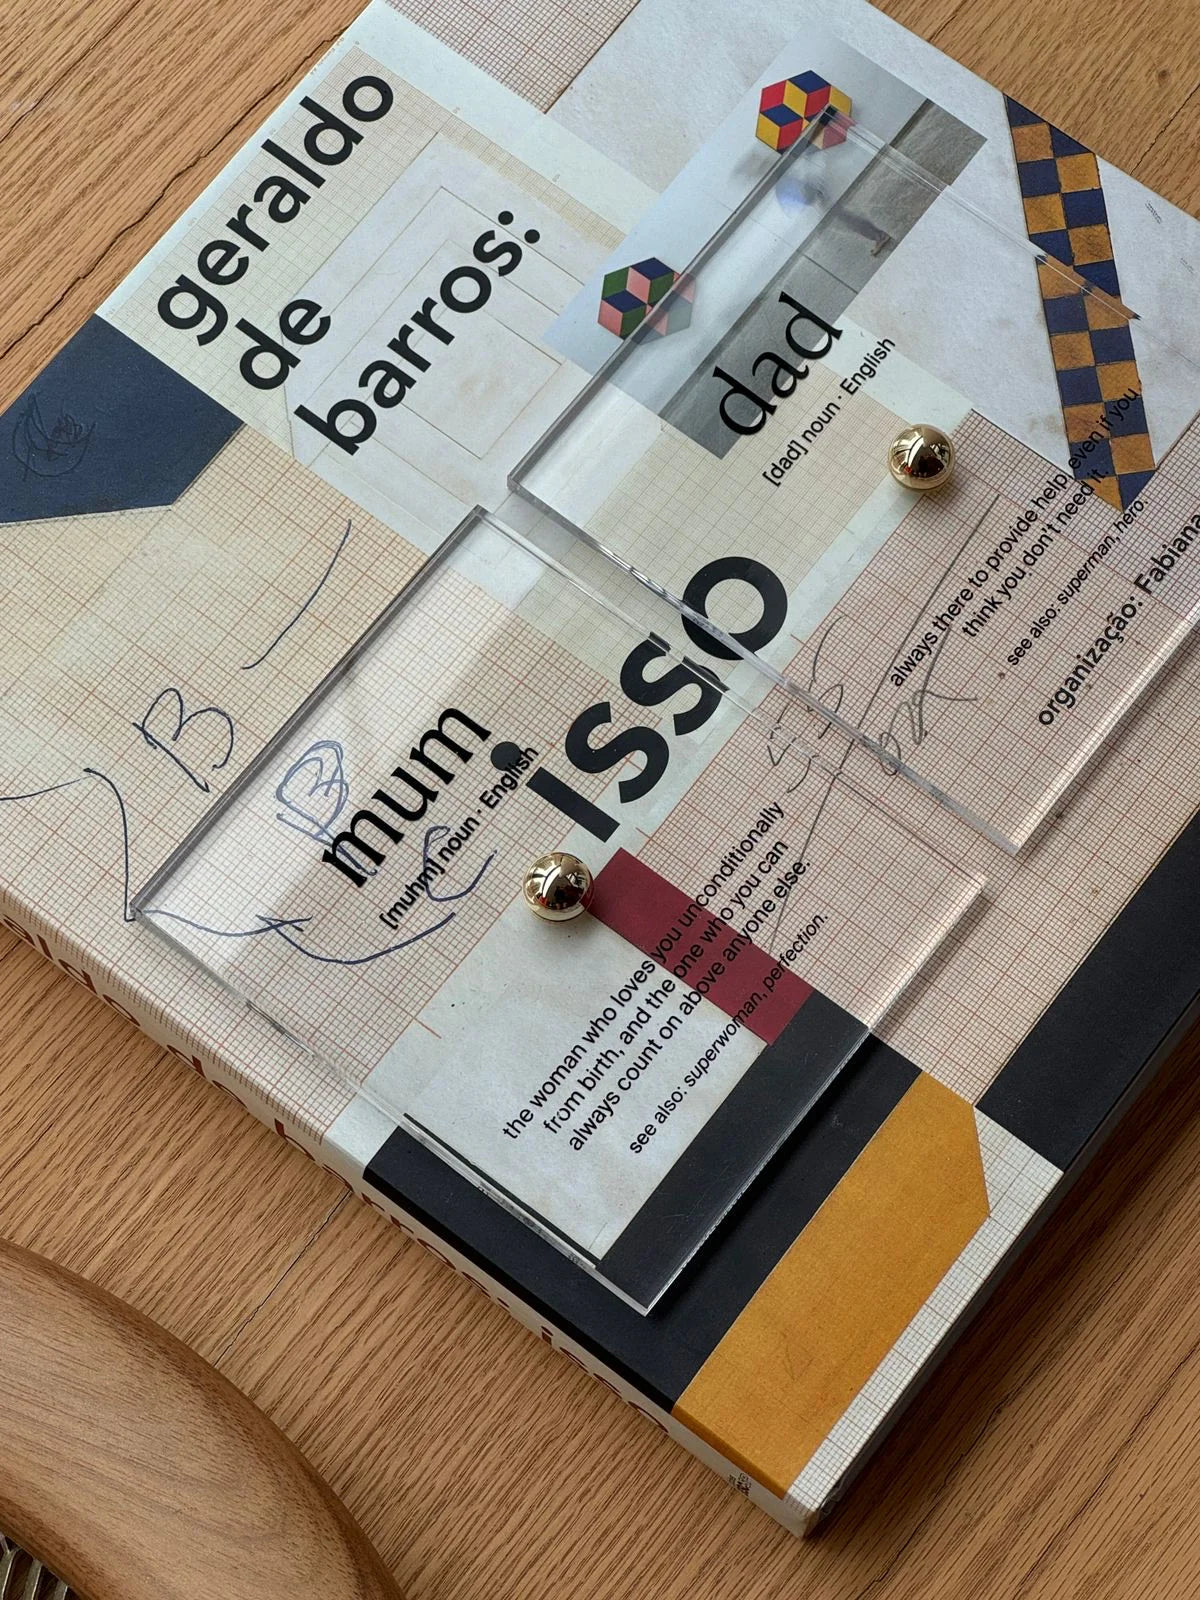 geraldo
de
barros:
isso
organização: Fabiana
dad
[dad] noun · English
always there to provide help, even if you
think you don't need it.
see also: superman, hero.
mum
[muhm] noun · English
the woman who loves you unconditionally
from birth, and the one who you can
always count on above anyone else.
see also: superwoman, perfection.
B
B
C